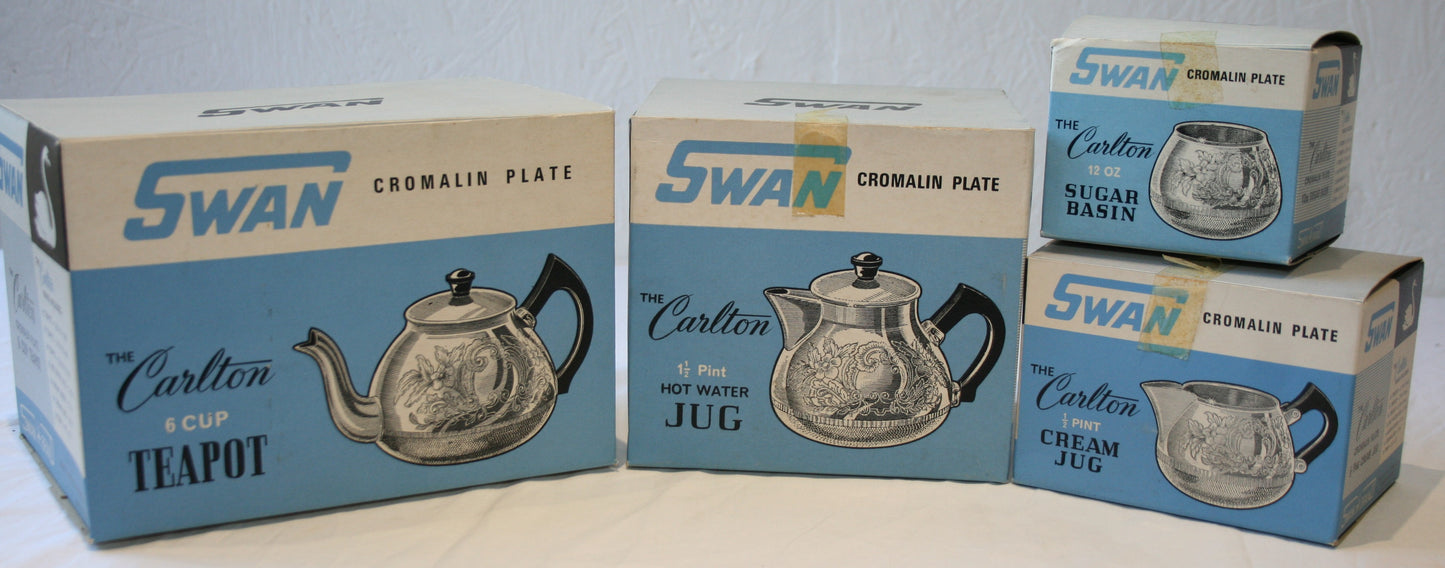 SWAN
SWAN
SWAN CROMALIN PLATE
THE Carlton
6 CUP
TEAPOT
SWAN
SWAN CROMALIN PLATE
THE Carlton
1½ Pint
HOT WATER
JUG
SWAN CROMALIN PLATE
THE Carlton
12 OZ
SUGAR
BASIN
SWAN
SWAN CROMALIN PLATE
THE Carlton
½ PINT
CREAM
JUG
SWAN